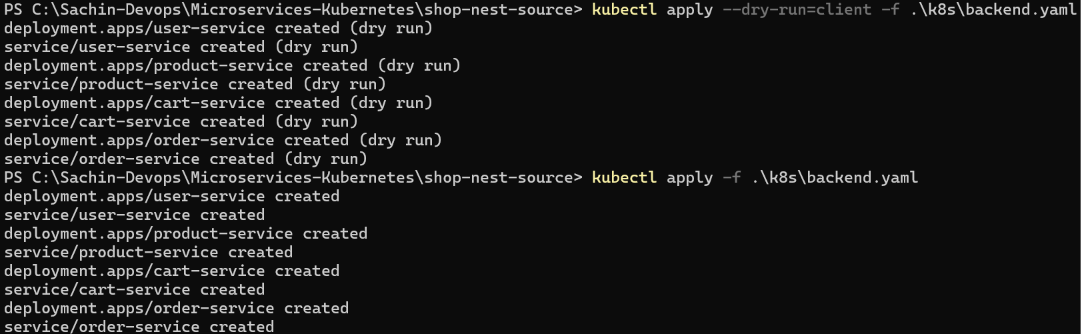 PS C:\Sachin-Devops\Microservices-Kubernetes\shop-nest-source> kubectl apply --dry-run=client -f .\k8s\backend.yaml
deployment.apps/user-service created (dry run)
service/user-service created (dry run)
deployment.apps/product-service created (dry run)
service/product-service created (dry run)
deployment.apps/cart-service created (dry run)
service/cart-service created (dry run)
deployment.apps/order-service created (dry run)
service/order-service created (dry run)
PS C:\Sachin-Devops\Microservices-Kubernetes\shop-nest-source> kubectl apply -f .\k8s\backend.yaml
deployment.apps/user-service created
service/user-service created
deployment.apps/product-service created
service/product-service created
deployment.apps/cart-service created
service/cart-service created
deployment.apps/order-service created
service/order-service created